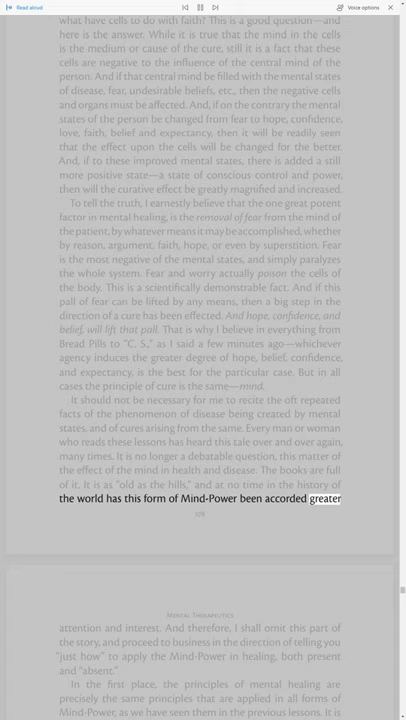 Read aloud
Voice options
what have cells to do with faith? This is a good question—and
here is the answer. While it is true that the mind in the cells
is the medium or cause of the cure, still it is a fact that these
cells are negative to the influence of the central mind of the
person. And if that central mind be filled with the mental states
of disease, fear, undesirable beliefs, etc., then the negative cells
and organs must be affected. And, if on the contrary the mental
states of the person be changed from fear to hope, confidence,
love, faith, belief and expectancy, then it will be readily seen
that the effect upon the cells will be changed for the better.
And, if to these improved mental states, there is added a still
more positive state—a state of conscious control and power,
then will the curative effect be greatly magnified and increased.
To tell the truth, I earnestly believe that the one great potent
factor in mental healing, is the removal of fear from the mind of
the patient, by whatever means it may be accomplished, whether
by reason, argument, faith, hope, or even by superstition. Fear
is the most negative of the mental states, and simply paralyzes
the whole system. Fear and worry actually poison the cells of
the body. This is a scientifically demonstrable fact. And if this
pall of fear can be lifted by any means, then a big step in the
direction of a cure has been effected. And hope, confidence, and
belief, will lift that pall. That is why I believe in everything from
Bread Pills to "C. S.," as I said a few minutes ago—whichever
agency induces the greater degree of hope, belief, confidence,
and expectancy, is the best for the particular case. But in all
cases the principle of cure is the same—mind.
It should not be necessary for me to recite the oft repeated
facts of the phenomenon of disease being created by mental
states, and of cures arising from the same. Every man or woman
who reads these lessons has heard this tale over and over again,
many times. It is no longer a debatable question, this matter of
the effect of the mind in health and disease. The books are full
of it. It is as "old as the hills," and at no time in the history of
the world has this form of Mind-Power been accorded greater
Mental Therapeutics
attention and interest. And therefore, I shall omit this part of
the story, and proceed to business in the direction of telling you
"just how" to apply the Mind-Power in healing, both present
and "absent."
In the first place, the principles of mental healing are
precisely the same principles that are applied in all forms of
Mind-Power, as we have seen them in the previous lessons. It is